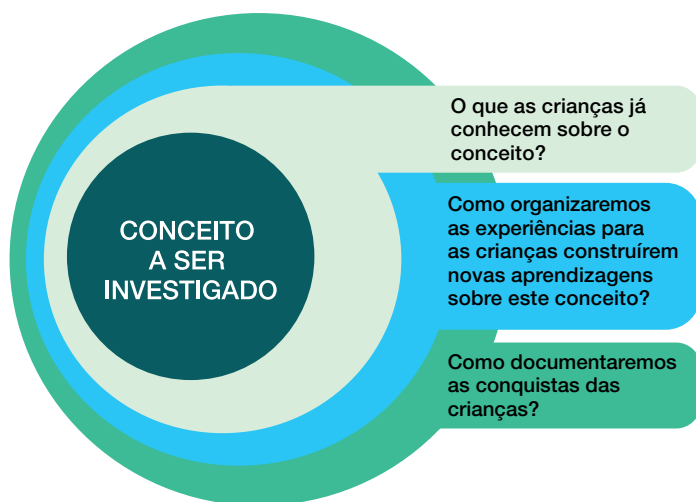 CONCEITO
A SER
INVESTIGADO
O que as crianças já
conhecem sobre o
conceito?
Como organizaremos
as experiências para
as crianças construírem
novas aprendizagens
sobre este conceito?
Como documentaremos
as conquistas das
crianças?